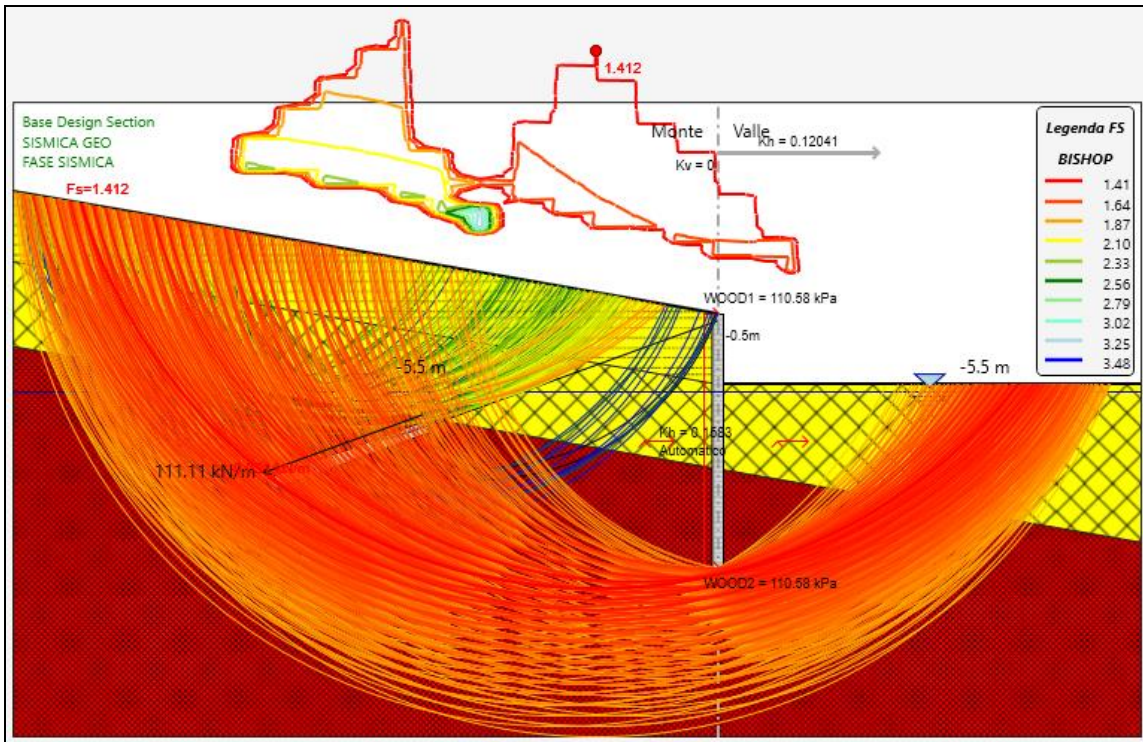 1.412
Base Design Section
SISMICA GEO
FASE SISMICA
Fs=1.412
Monte
Valle
Kh = 0.12041
Kv = 0
Legenda FS
BISHOP
1.41
1.64
1.87
2.10
2.33
2.56
2.79
3.02
3.25
3.48
WOOD1 = 110.58 kPa
-0.5m
-5.5 m
-5.5 m
Kh = 0.1583
Automatico
111.11 kN/m
WOOD2 = 110.58 kPa